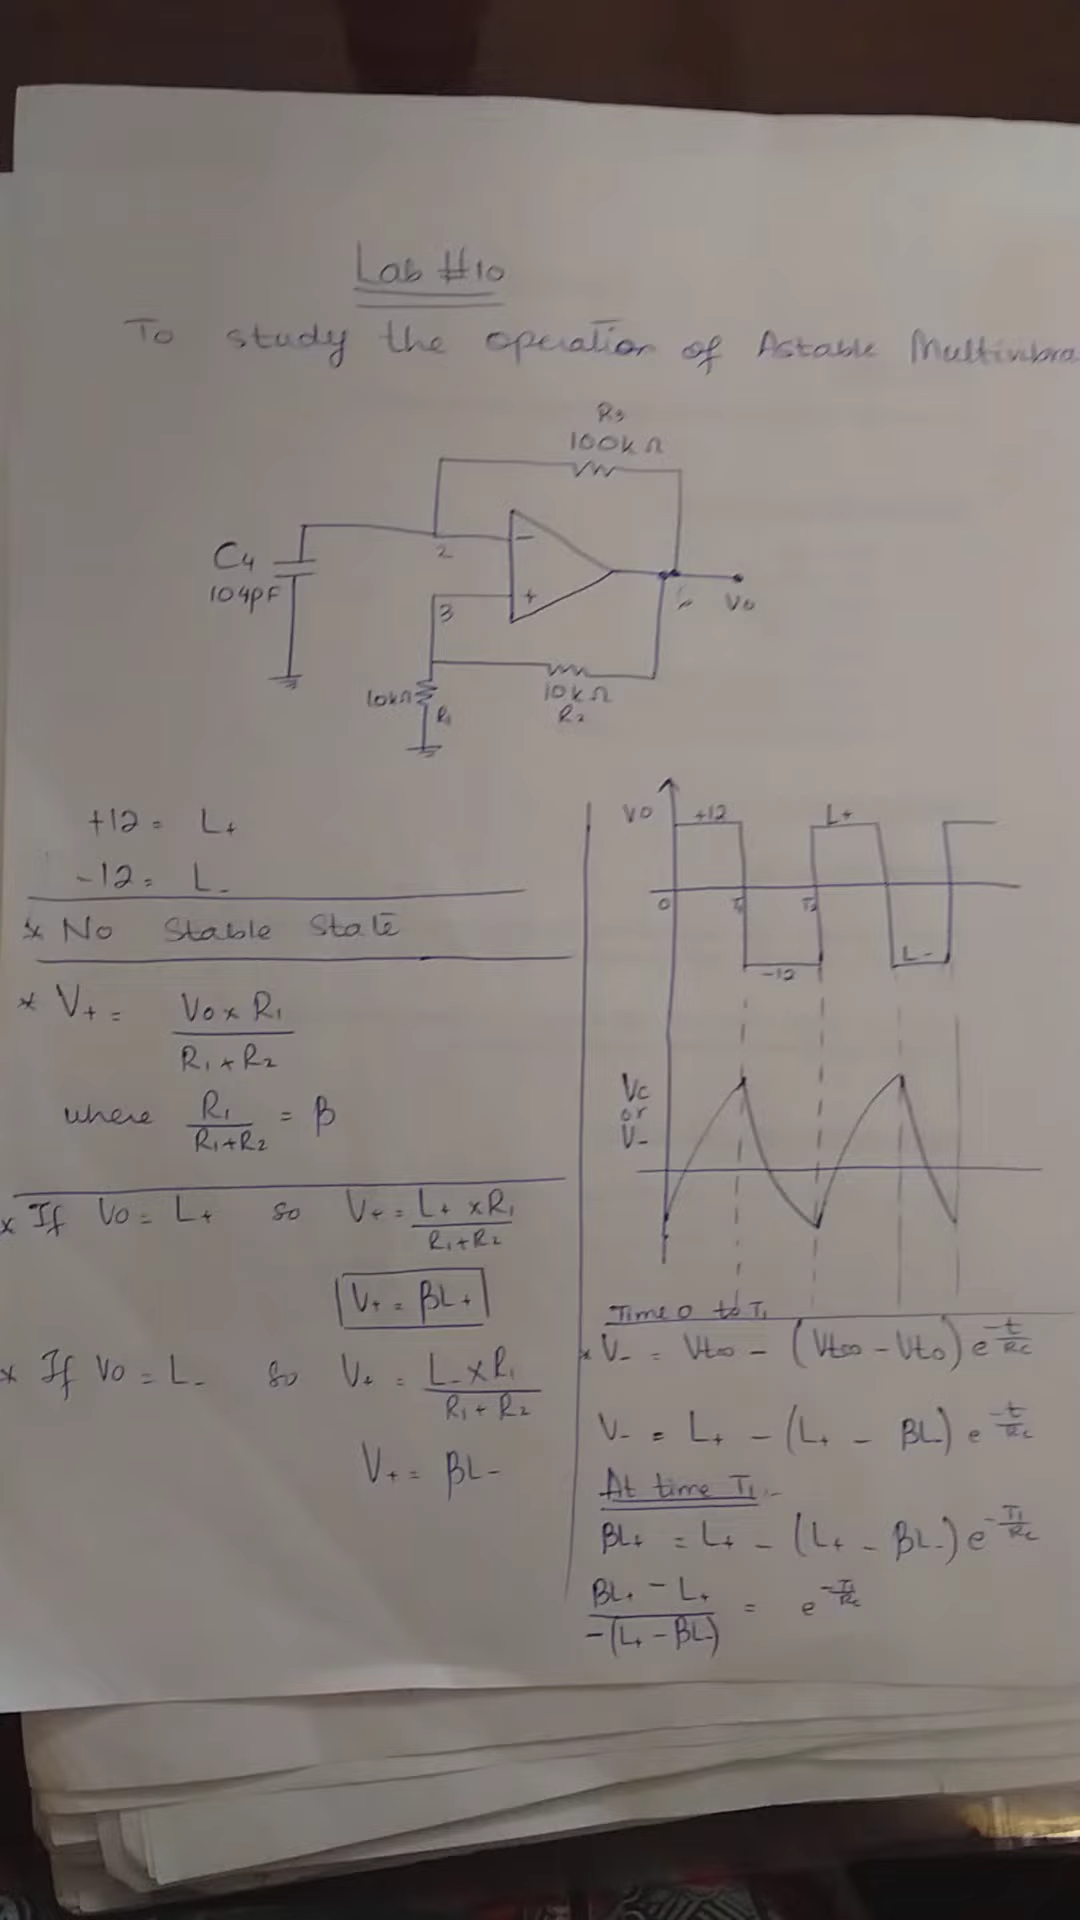 Lab #10
To study the operation of Astable Multivibra
R3
100kΩ
C4
104pF
2
−
3
+
Vo
10kΩ
R1
10kΩ
R2
+12 = L+
-12 = L-
* No Stable State
* V+ = Vo x R1
R1 + R2
where R1 = β
R1+R2
* If Vo = L+ so V+ = L+ x R1
R1+R2
V+ = βL+
* If Vo = L- so V+ = L- x R1
R1 + R2
V+ = βL-
Vo +12 L+
0 T1 T2
-12 L-
Vc
or
V-
Time 0 to T1
* V- = Vt∞ - (Vt∞ - Vto) e -t/RC
V- = L+ - (L+ - βL-) e -t/RC
At time T1:-
βL+ = L+ - (L+ - βL-) e -T1/RC
βL+ - L+ = e -T1/RC
-(L+ - βL-)